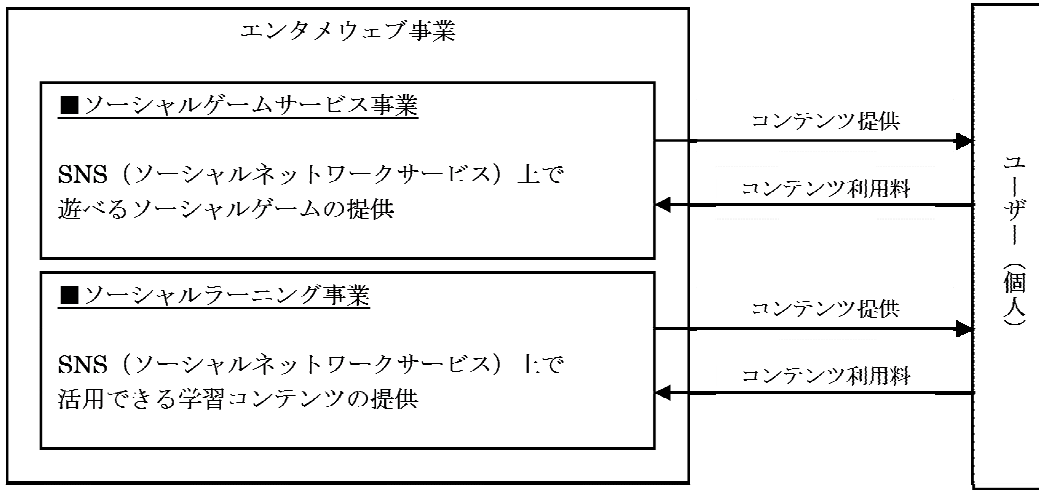 エンタメウェブ事業
■ソーシャルゲームサービス事業
SNS（ソーシャルネットワークサービス）上で
遊べるソーシャルゲームの提供
コンテンツ提供
コンテンツ利用料
■ソーシャルラーニング事業
SNS（ソーシャルネットワークサービス）上で
活用できる学習コンテンツの提供
コンテンツ提供
コンテンツ利用料
ユーザー（個人）